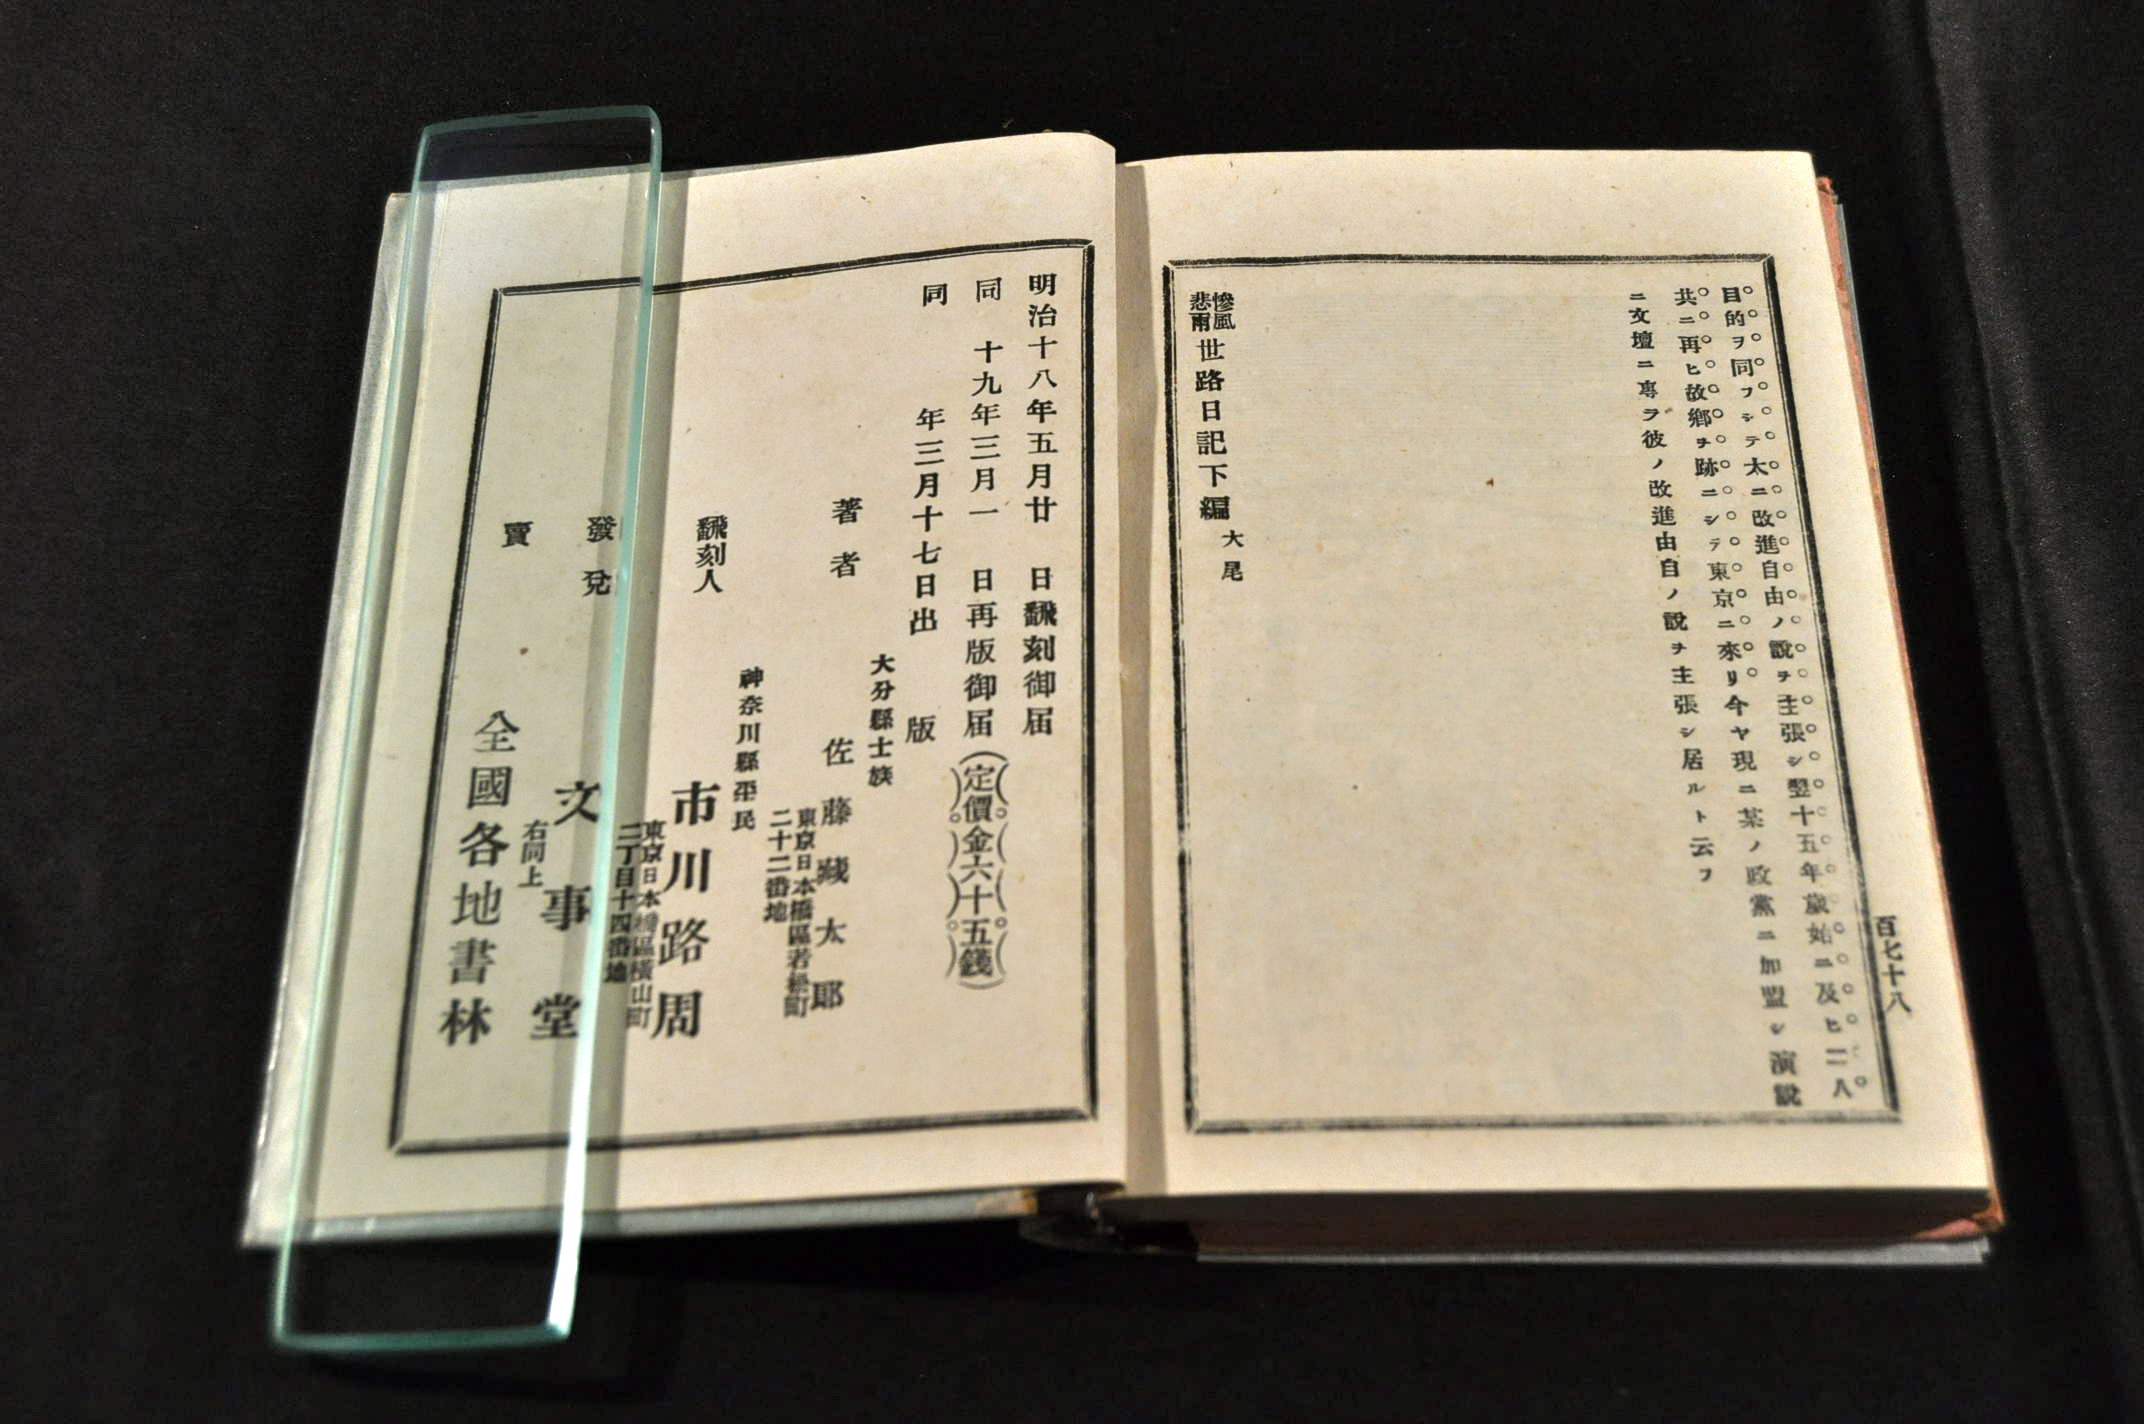 百七十八
目的ヲ同フシテ太ニ改進自由ノ說ヲ主張シ翌十五年歲始ニ及ヒ二人
共ニ再ヒ故鄕ヲ跡ニシテ東京ニ來リ今ヤ現ニ某ノ政黨ニ加盟シ演說
ニ文壇ニ專ラ彼ノ改進由自ノ說ヲ主張シ居ルト云フ
慘風悲雨世路日記下編大尾
明治十八年五月廿日飜刻御届
同十九年三月一日再版御届(定價金六十五錢)
同年三月十七日出版
大分縣士族
著者佐藤藏太郎
東京日本橋區若松町
二十二番地
神奈川縣平民
飜刻人市川路周
東京日本橋區橫山町
二丁目十四番地
發兌文事堂
右同上
賣全國各地書林